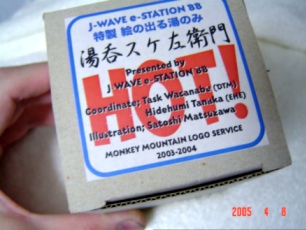 J-WAVE e-STATION BB
特製 絵の出る湯のみ
湯呑スケ左衛門
HOT!
Presented by
J WAVE e-STATION BB
Coordinate; Task Watanabe (DTM)
Hidehumi Tanaka (EHE)
Illustration; Satoshi Matsuzawa
MONKEY MOUNTAIN LOGO SERVICE
2003-2004
2005 4 8